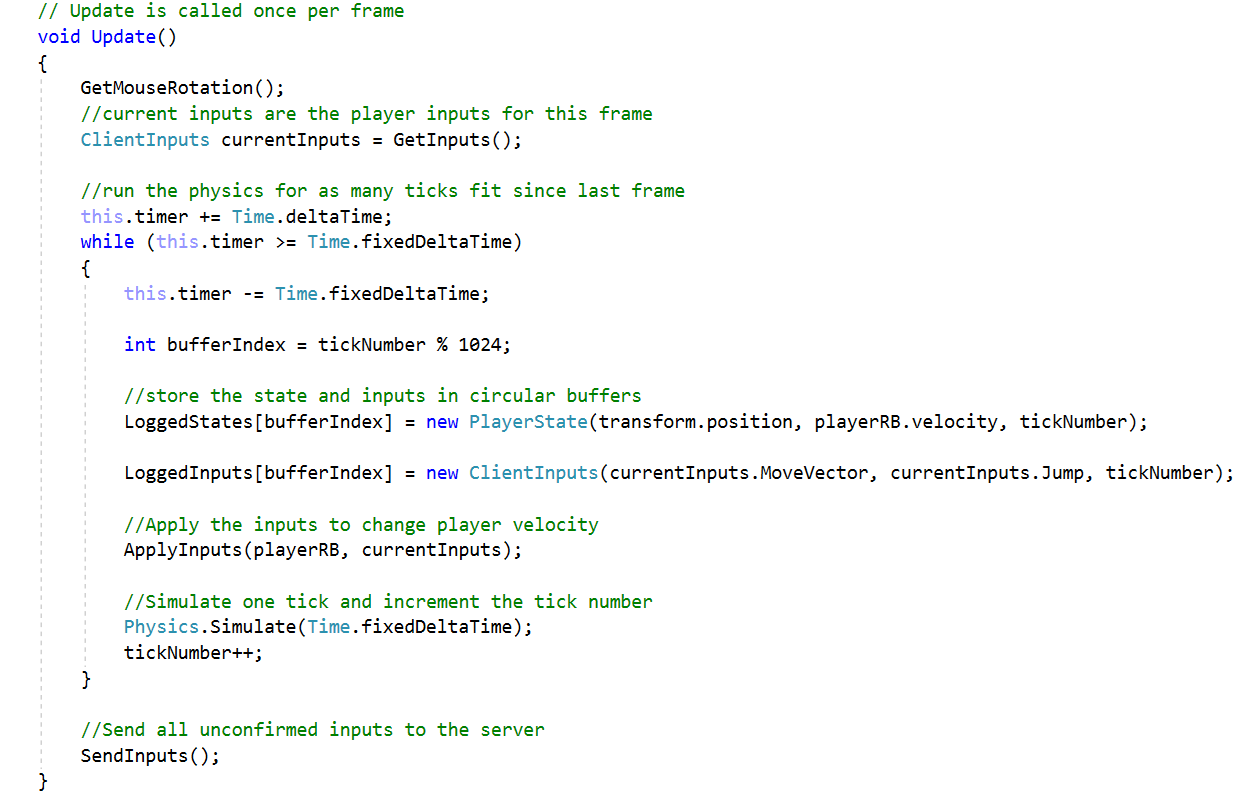 // Update is called once per frame
void Update()
{
GetMouseRotation();
//current inputs are the player inputs for this frame
ClientInputs currentInputs = GetInputs();
//run the physics for as many ticks fit since last frame
this.timer += Time.deltaTime;
while (this.timer >= Time.fixedDeltaTime)
{
this.timer -= Time.fixedDeltaTime;
int bufferIndex = tickNumber % 1024;
//store the state and inputs in circular buffers
LoggedStates[bufferIndex] = new PlayerState(transform.position, playerRB.velocity, tickNumber);
LoggedInputs[bufferIndex] = new ClientInputs(currentInputs.MoveVector, currentInputs.Jump, tickNumber);
//Apply the inputs to change player velocity
ApplyInputs(playerRB, currentInputs);
//Simulate one tick and increment the tick number
Physics.Simulate(Time.fixedDeltaTime);
tickNumber++;
}
//Send all unconfirmed inputs to the server
SendInputs();
}